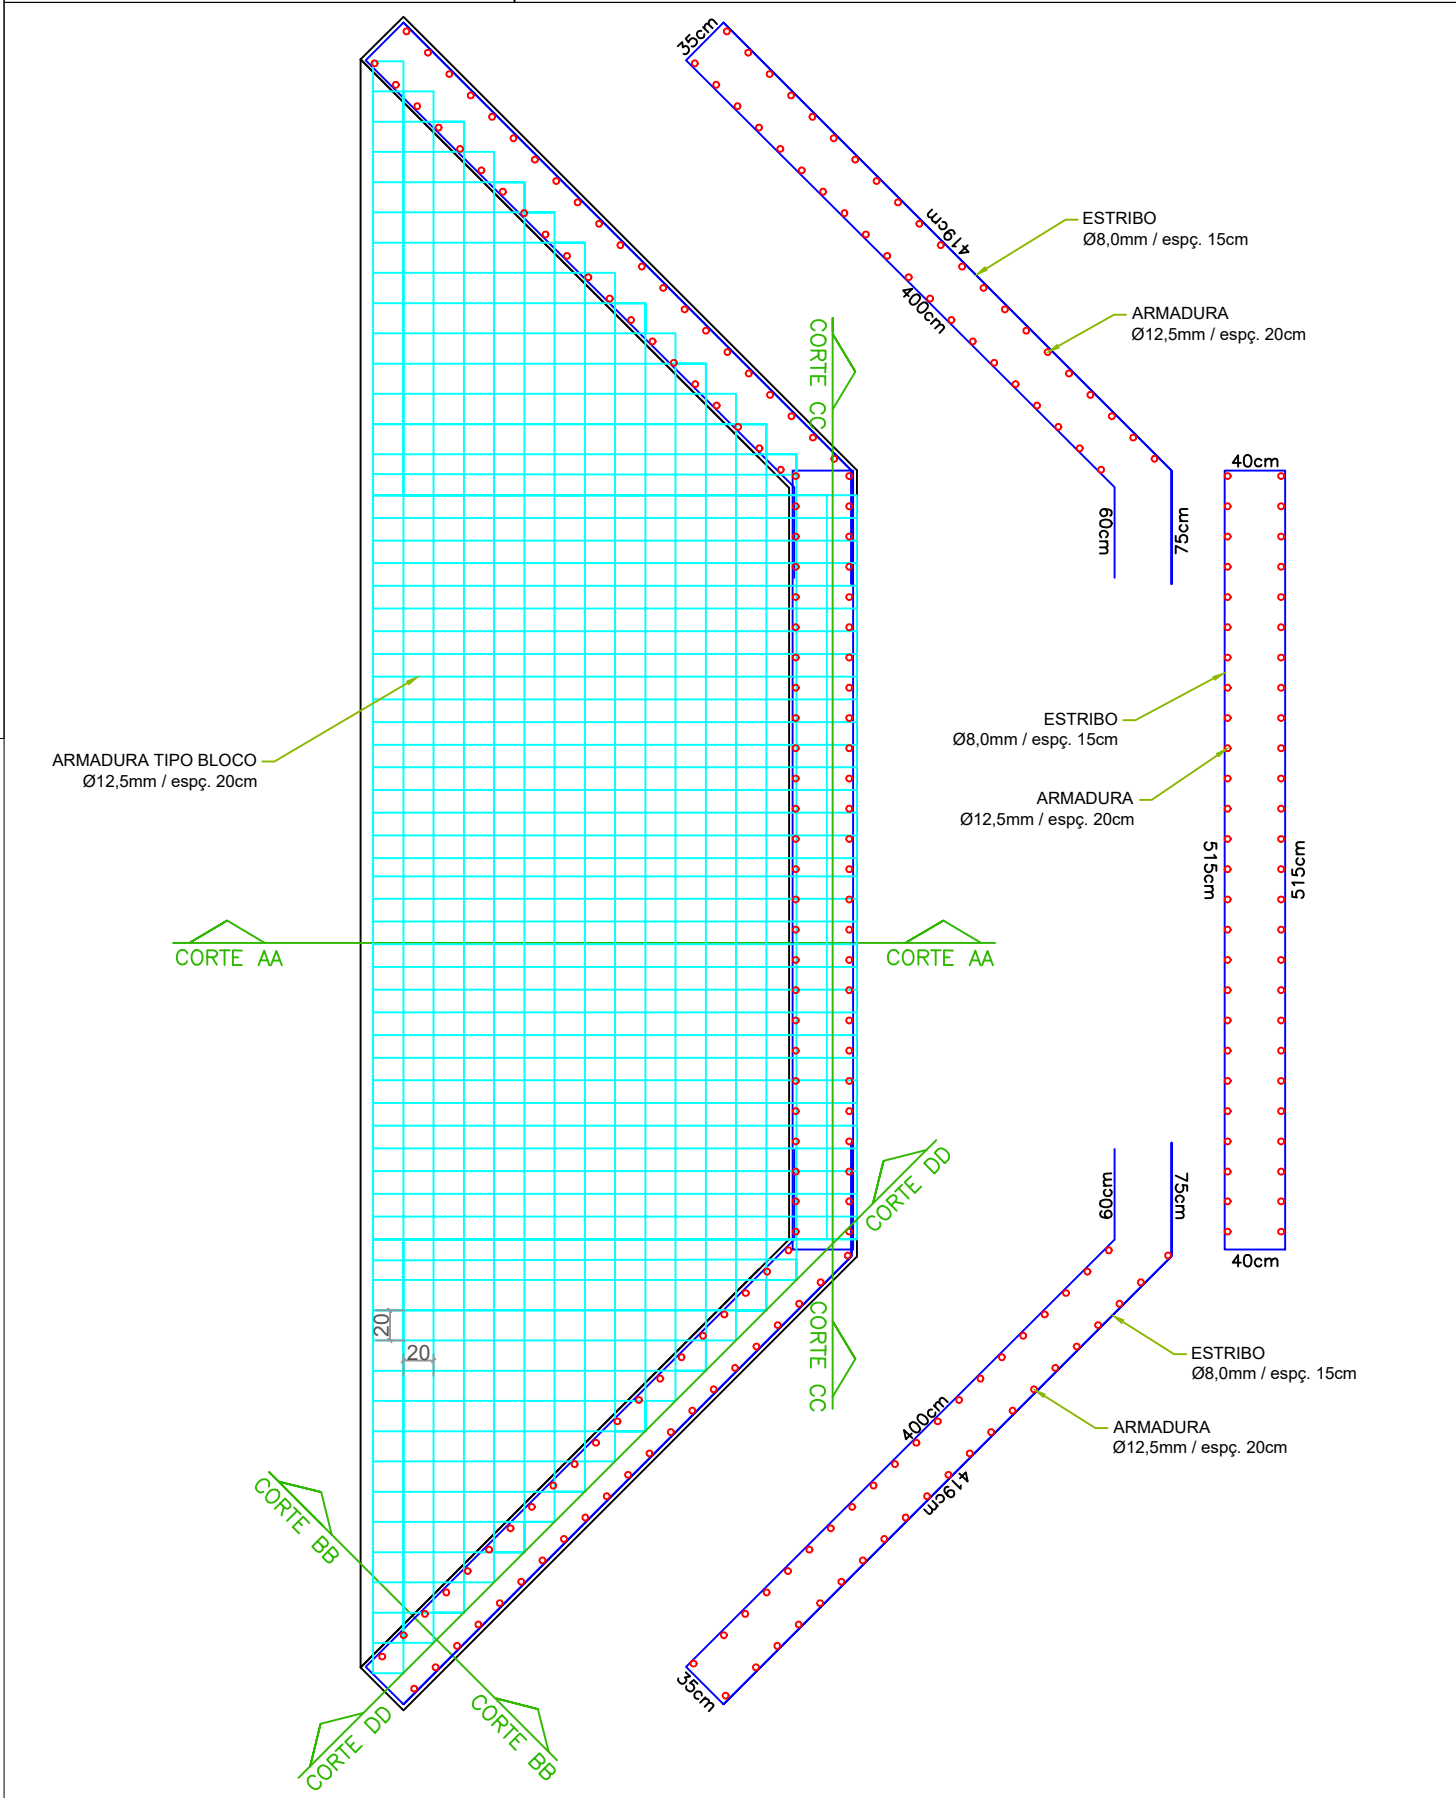 35cm
419cm
400cm
ESTRIBO
Ø8,0mm / espç. 15cm
ARMADURA
Ø12,5mm / espç. 20cm
CORTE CC
60cm
75cm
40cm
ARMADURA TIPO BLOCO
Ø12,5mm / espç. 20cm
ESTRIBO
Ø8,0mm / espç. 15cm
ARMADURA
Ø12,5mm / espç. 20cm
515cm
515cm
CORTE AA
CORTE AA
CORTE DD
60cm
75cm
40cm
20
20
CORTE CC
ESTRIBO
Ø8,0mm / espç. 15cm
ARMADURA
Ø12,5mm / espç. 20cm
400cm
419cm
CORTE BB
35cm
CORTE DD
CORTE BB